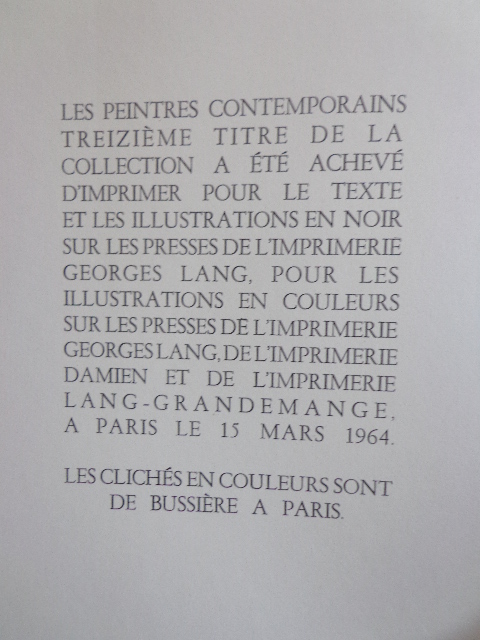 LES PEINTRES CONTEMPORAINS
TREIZIÈME TITRE DE LA
COLLECTION A ÉTÉ ACHEVÉ
D'IMPRIMER POUR LE TEXTE
ET LES ILLUSTRATIONS EN NOIR
SUR LES PRESSES DE L'IMPRIMERIE
GEORGES LANG, POUR LES
ILLUSTRATIONS EN COULEURS
SUR LES PRESSES DE L'IMPRIMERIE
GEORGES LANG, DE L'IMPRIMERIE
DAMIEN ET DE L'IMPRIMERIE
LANG-GRANDEMANGE,
A PARIS LE 15 MARS 1964.
LES CLICHÉS EN COULEURS SONT
DE BUSSIÈRE A PARIS.